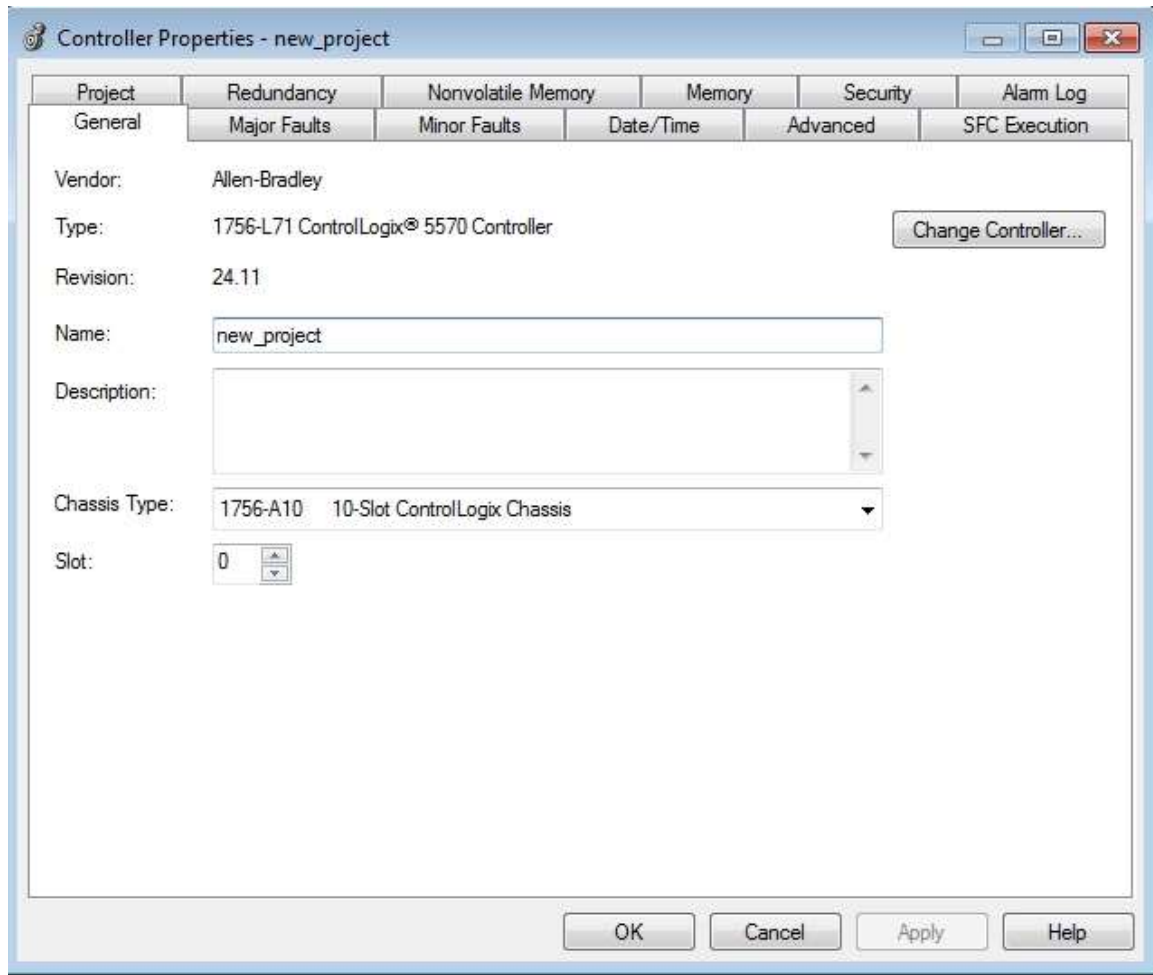 Controller Properties - new_project
Project Redundancy Nonvolatile Memory Memory Security Alarm Log
General Major Faults Minor Faults Date/Time Advanced SFC Execution
Vendor: Allen-Bradley
Type: 1756-L71 ControlLogix® 5570 Controller Change Controller...
Revision: 24.11
Name: new_project
Description:
Chassis Type: 1756-A10 10-Slot ControlLogix Chassis
Slot: 0
OK Cancel Apply Help